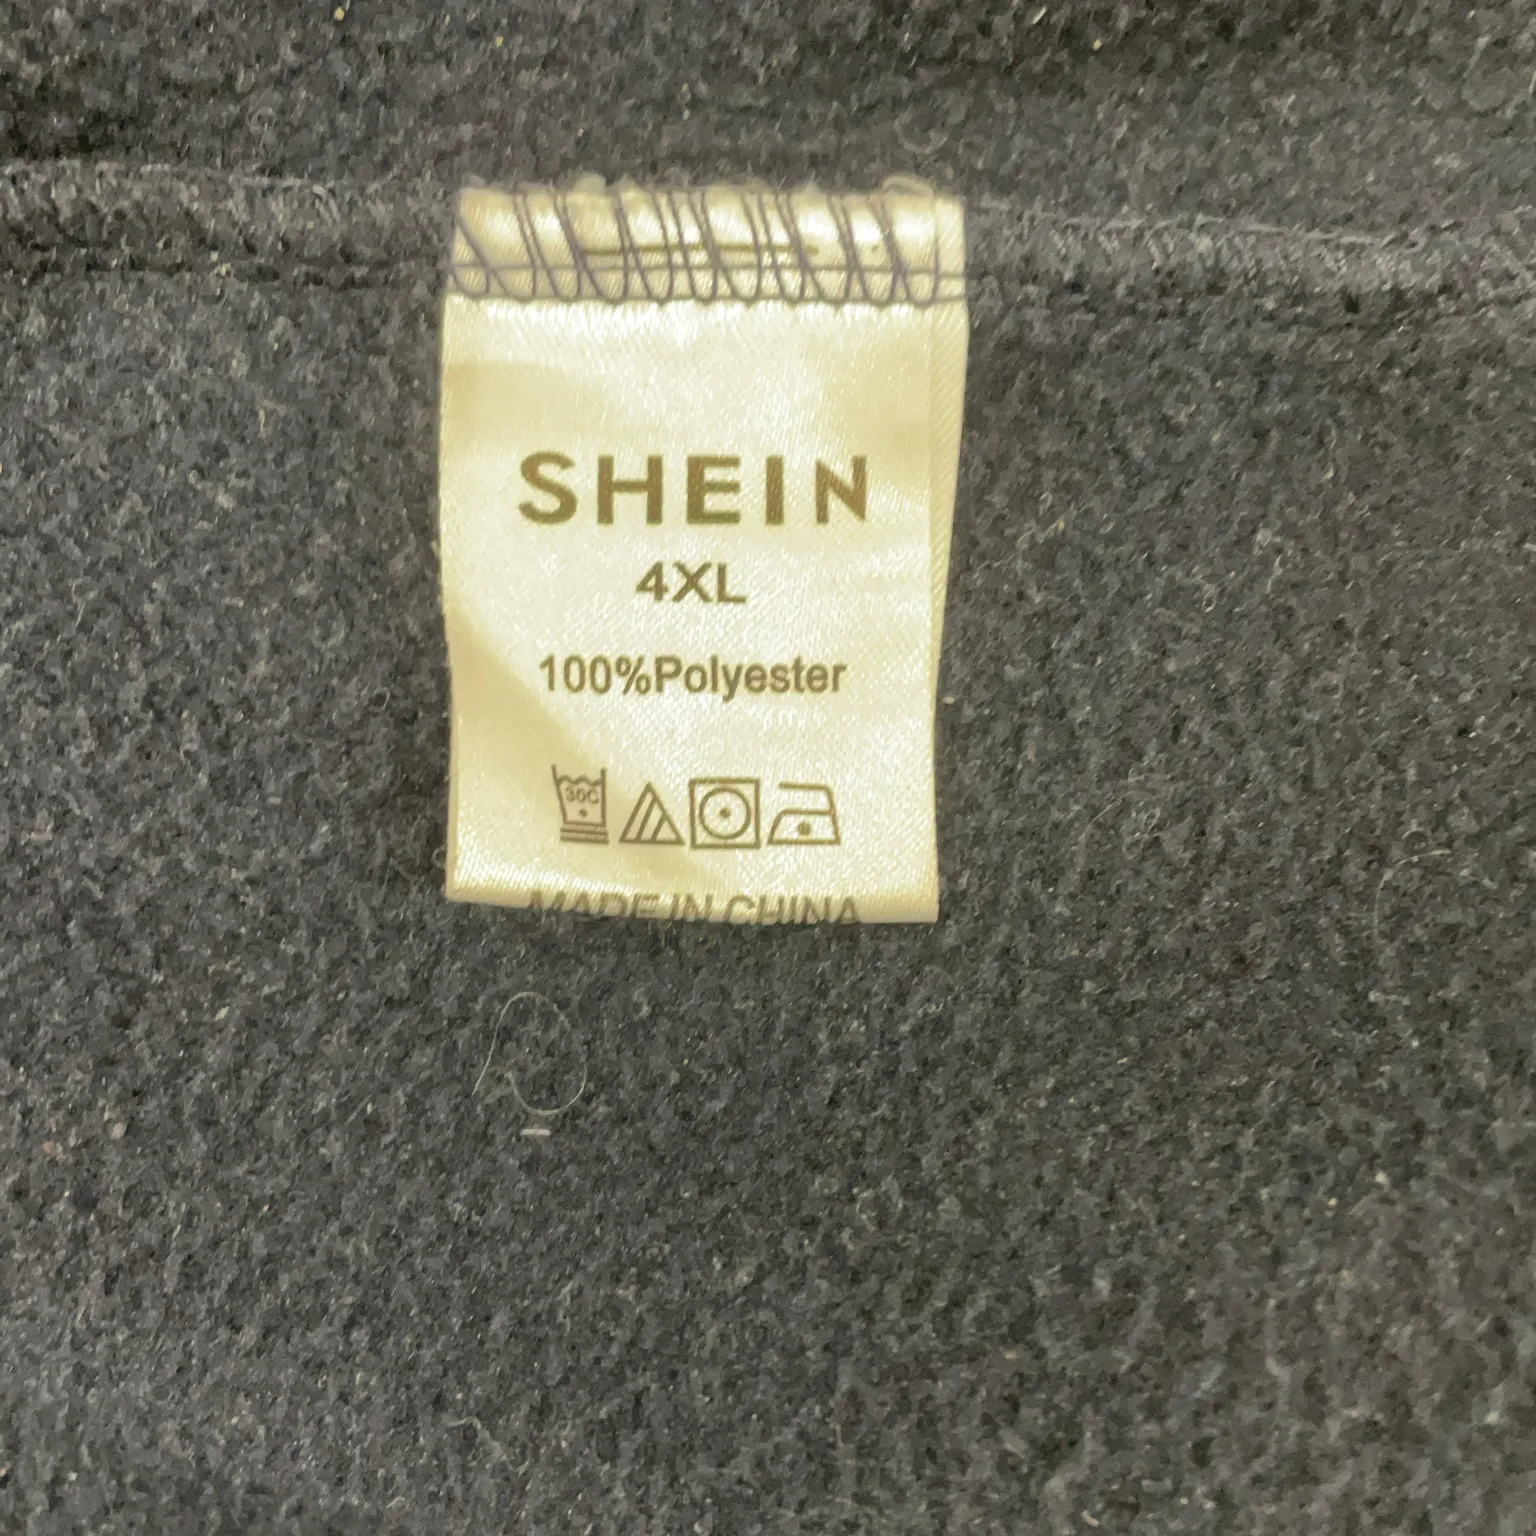 SHEIN
4XL
100%Polyester
30C
MADE IN CHINA